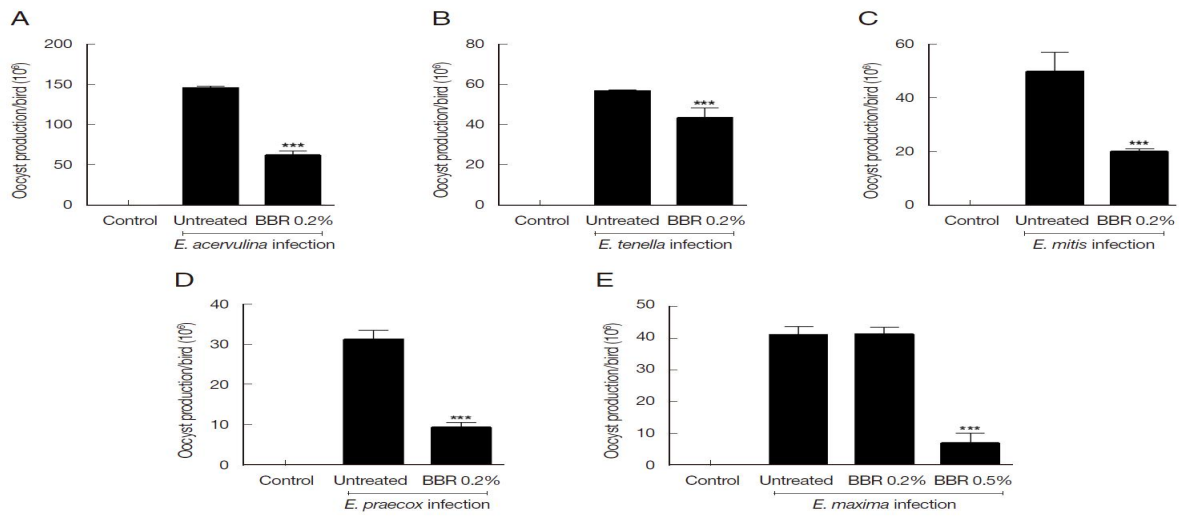 A
Oocyst production/bird (10⁶)
200
150
100
50
0
***
Control Untreated BBR 0.2%
E. acervulina infection
B
Oocyst production/bird (10⁶)
80
60
40
20
0
***
Control Untreated BBR 0.2%
E. tenella infection
C
Oocyst production/bird (10⁶)
60
40
20
0
***
Control Untreated BBR 0.2%
E. mitis infection
D
Oocyst production/bird (10⁶)
40
30
20
10
0
***
Control Untreated BBR 0.2%
E. praecox infection
E
Oocyst production/bird (10⁶)
50
40
30
20
10
0
***
Control Untreated BBR 0.2% BBR 0.5%
E. maxima infection